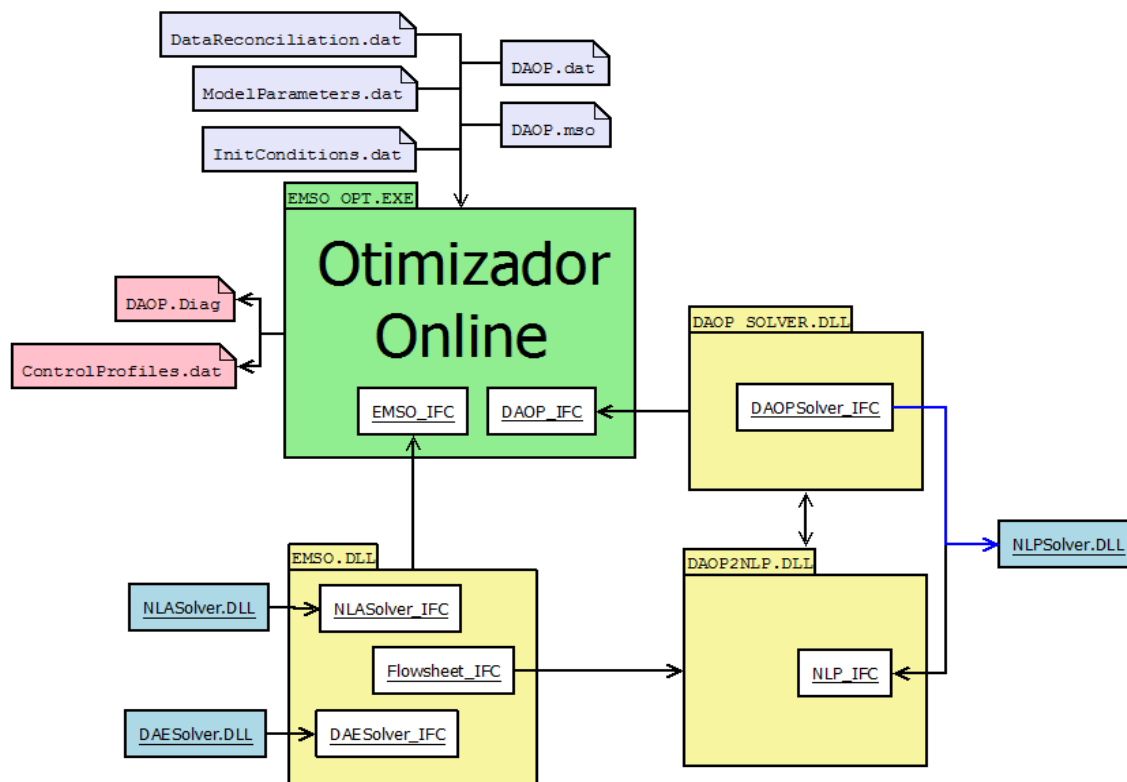 DataReconciliation.dat
DAOP.dat
ModelParameters.dat
DAOP.mso
InitConditions.dat
EMSO OPT.EXE
Otimizador
Online
DAOP.Diag
ControlProfiles.dat
EMSO_IFC
DAOP_IFC
DAOP SOLVER.DLL
DAOPSolver_IFC
NLPSolver.DLL
EMSO.DLL
DAOP2NLP.DLL
NLASolver.DLL
NLASolver_IFC
Flowsheet_IFC
NLP_IFC
DAESolver.DLL
DAESolver_IFC